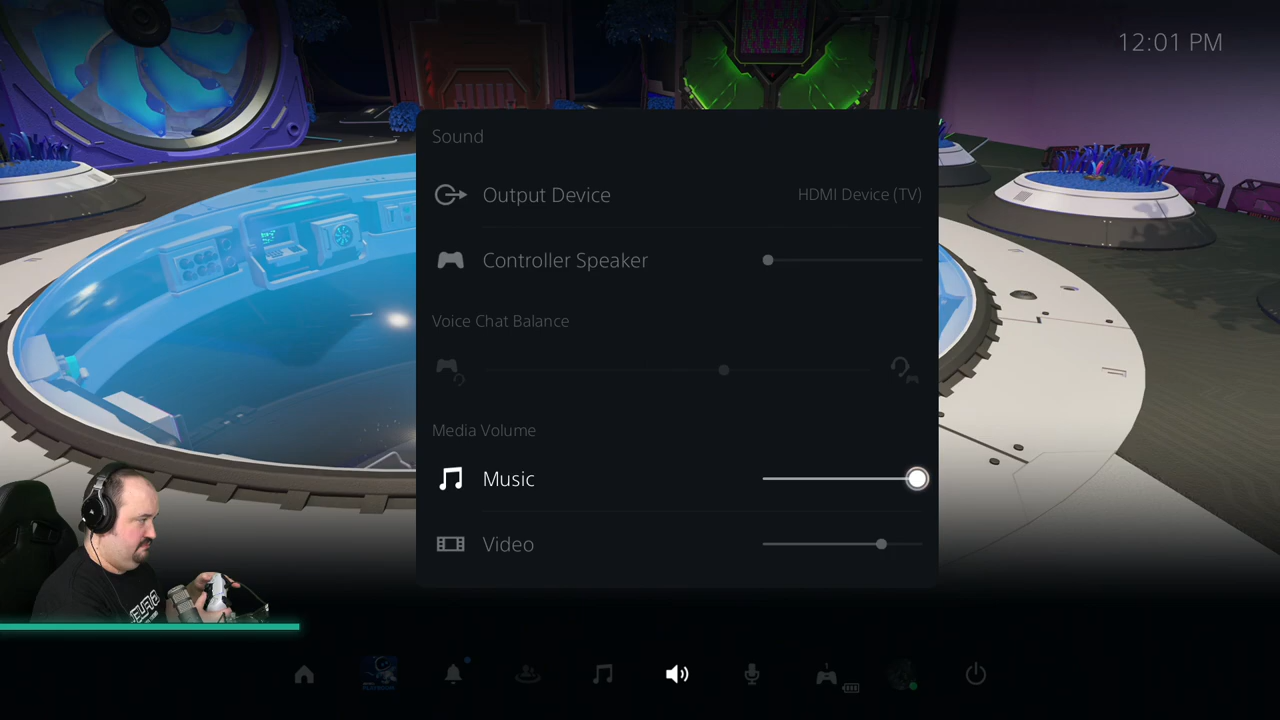 12:01 PM
Sound
Output Device
HDMI Device (TV)
Controller Speaker
Voice Chat Balance
Media Volume
Music
Video